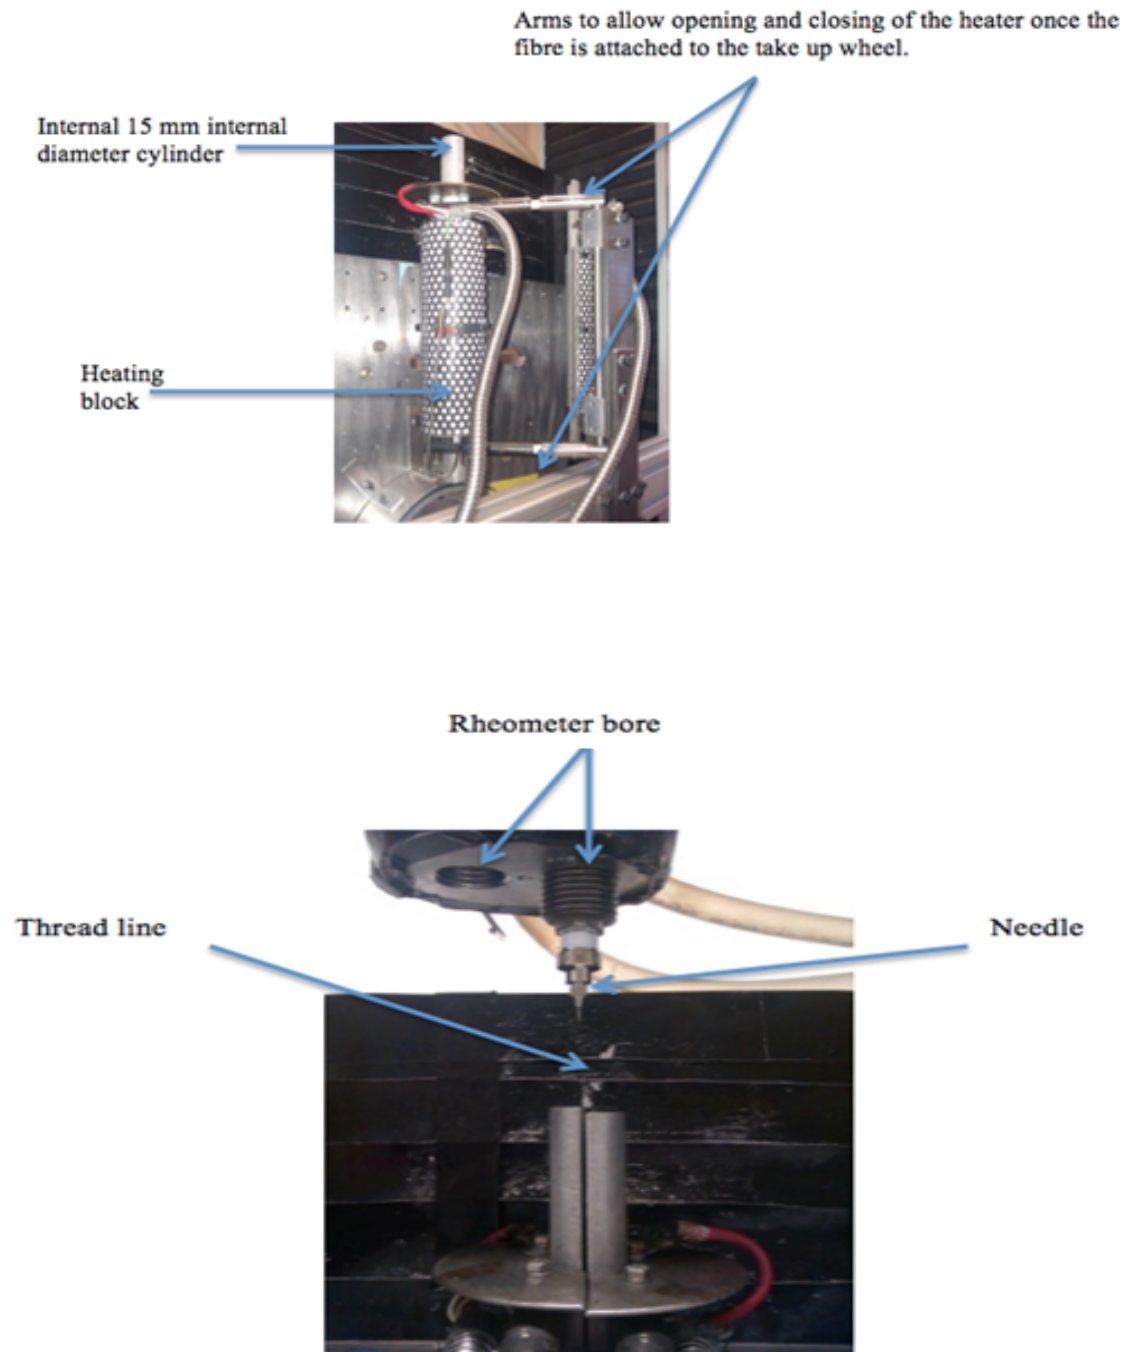 Arms to allow opening and closing of the heater once the
fibre is attached to the take up wheel.
Internal 15 mm internal
diameter cylinder
Heating
block
Rheometer bore
Thread line
Needle